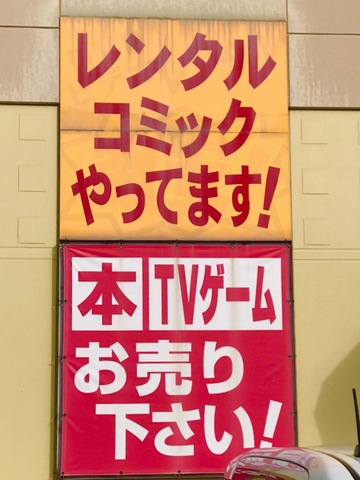 レンタル
コミック
やってます!
本 TVゲーム
お売り
下さい!